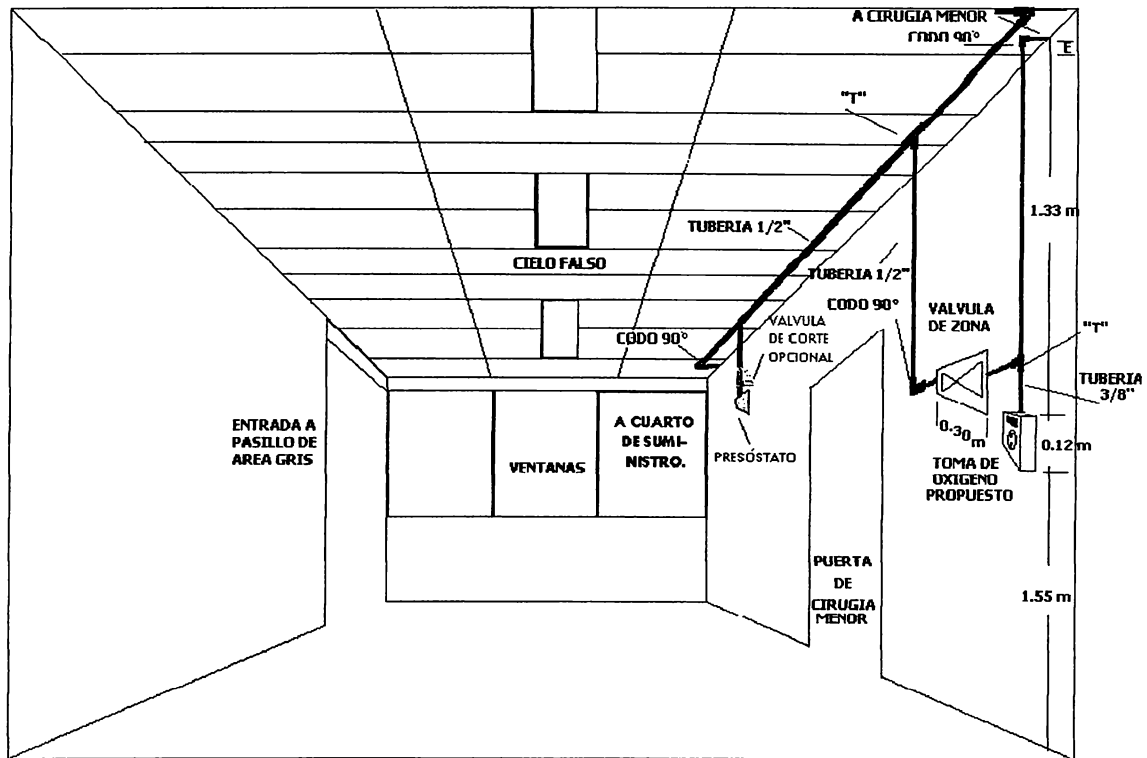 A CIRUGIA MENOR
CODO 90°
E
"T"
1.33 m
TUBERIA 1/2"
CIELO FALSO
TUBERIA 1/2"
CODO 90°
VALVULA
DE ZONA
VALVULA
DE CORTE
OPCIONAL
CODO 90°
"T"
TUBERIA
3/8"
ENTRADA A
PASILLO DE
AREA GRIS
VENTANAS
A CUARTO
DE SUMI-
NISTRO.
PRESÓSTATO
0.30m
0.12 m
TOMA DE
OXIGENO
PROPUESTO
PUERTA
DE
CIRUGIA
MENOR
1.55 m